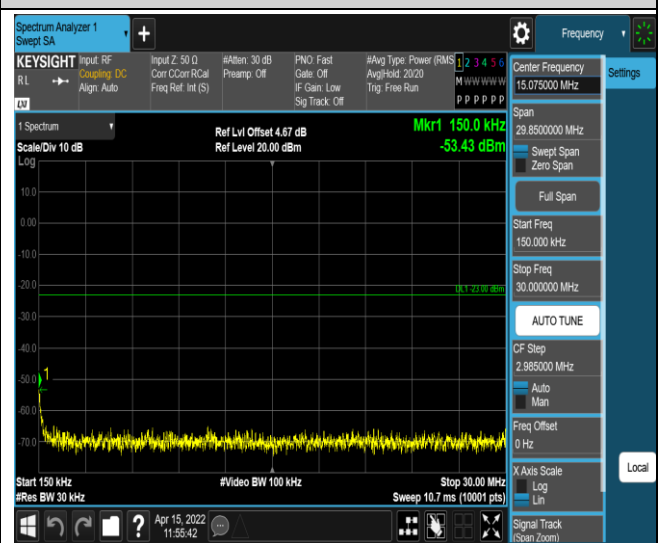 Spectrum Analyzer 1
Swept SA
+
Frequency
KEYSIGHT
RL
LXI
Input: RF
Coupling: DC
Align: Auto
Input Z: 50 Ω
Corr CCorr RCal
Freq Ref: Int (S)
#Atten: 30 dB
Preamp: Off
PNO: Fast
Gate: Off
IF Gain: Low
Sig Track: Off
#Avg Type: Power (RMS
Avg|Hold: 20/20
Trig: Free Run
1 2 3 4 5 6
M W W W W W
P P P P P P
1 Spectrum
Scale/Div 10 dB
Ref Lvl Offset 4.67 dB
Ref Level 20.00 dBm
Mkr1 150.0 kHz
-53.43 dBm
Log
10.0
0.00
-10.0
-20.0
DL1 -23.00 dBm
-30.0
-40.0
-50.0
1
-60.0
-70.0
Start 150 kHz
#Res BW 30 kHz
#Video BW 100 kHz
Stop 30.00 MHz
Sweep 10.7 ms (10001 pts)
Apr 15, 2022
11:55:42
?
Center Frequency
15.075000 MHz
Settings
Span
29.8500000 MHz
Swept Span
Zero Span
Full Span
Start Freq
150.000 kHz
Stop Freq
30.000000 MHz
AUTO TUNE
CF Step
2.985000 MHz
Auto
Man
Freq Offset
0 Hz
X Axis Scale
Log
Lin
Local
Signal Track
(Span Zoom)